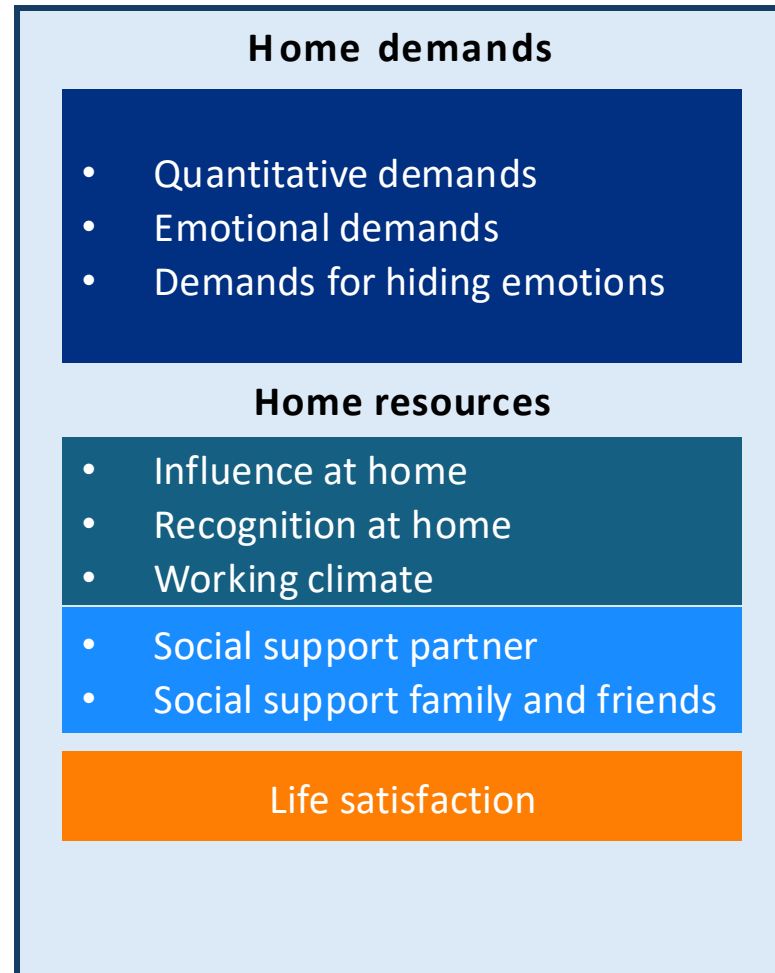 Home demands
• Quantitative demands
• Emotional demands
• Demands for hiding emotions
Home resources
• Influence at home
• Recognition at home
• Working climate
• Social support partner
• Social support family and friends
Life satisfaction